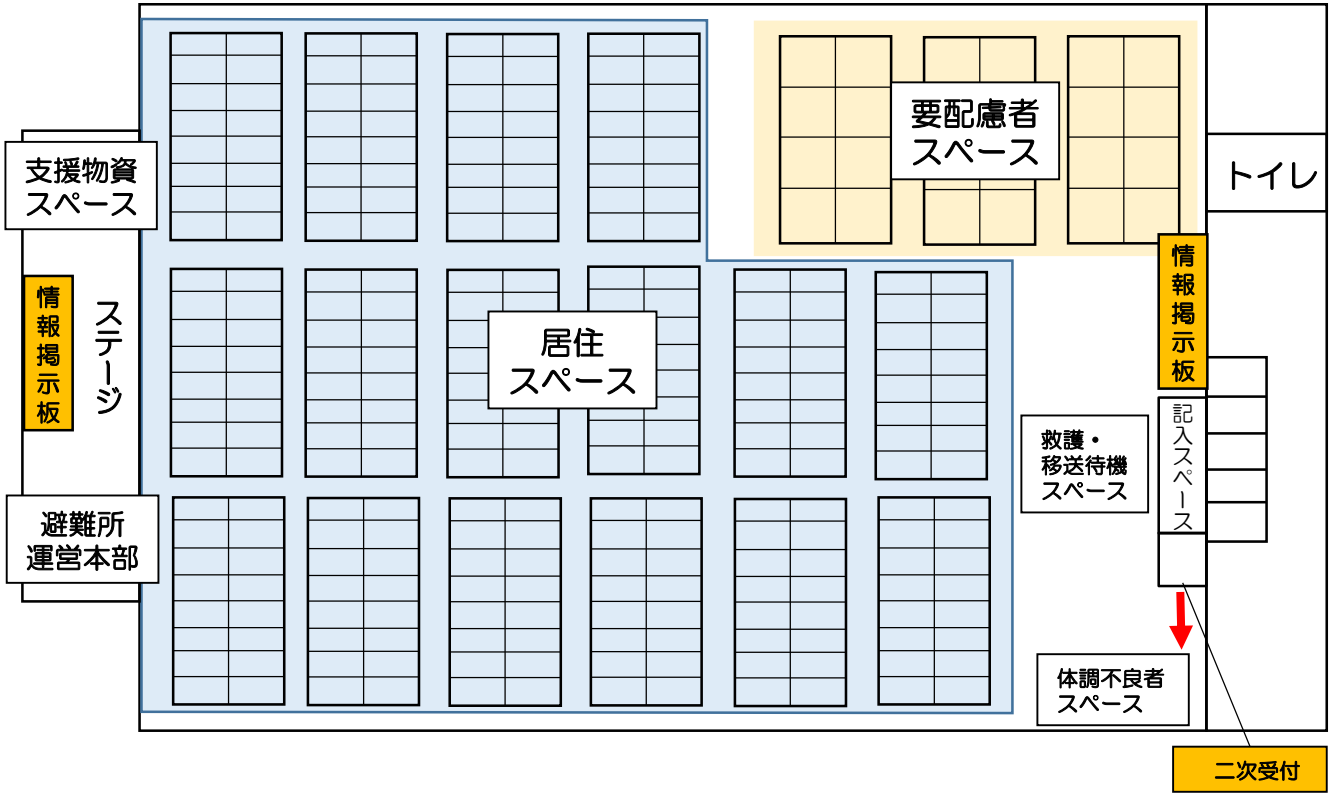 支援物資
スペース
情報掲示板
ステージ
避難所
運営本部
居住
スペース
要配慮者
スペース
トイレ
情報掲示板
記入スペース
救護・
移送待機
スペース
体調不良者
スペース
二次受付